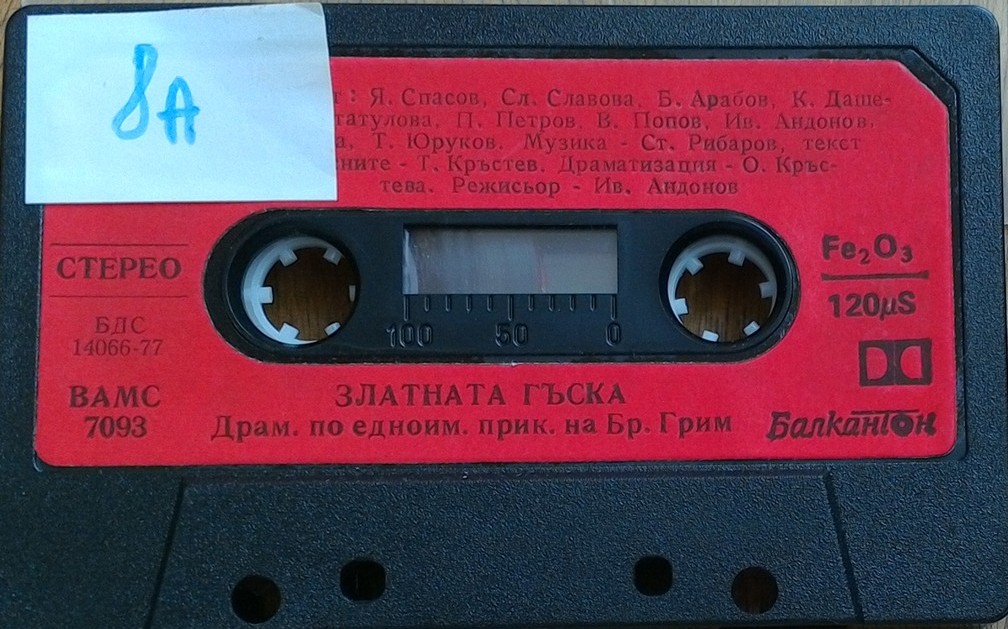 8А
т: Я. Спасов, Сл. Славова, Б. Арабов, К. Даше-
татулова, П. Петров, В. Попов, Ив. Андонов,
а, Т. Юруков. Музика - Ст. Рибаров, текст
сните - Т. Кръстев. Драматизация - О. Кръс-
тева. Режисьор - Ив. Андонов
СТЕРЕО
БДС
14066-77
ВАМС
7093
100 50 0
Fe₂O₃
120µS
ЗЛАТНАТА ГЪСКА
Драм. по едноим. прик. на Бр. Грим
Балкантон